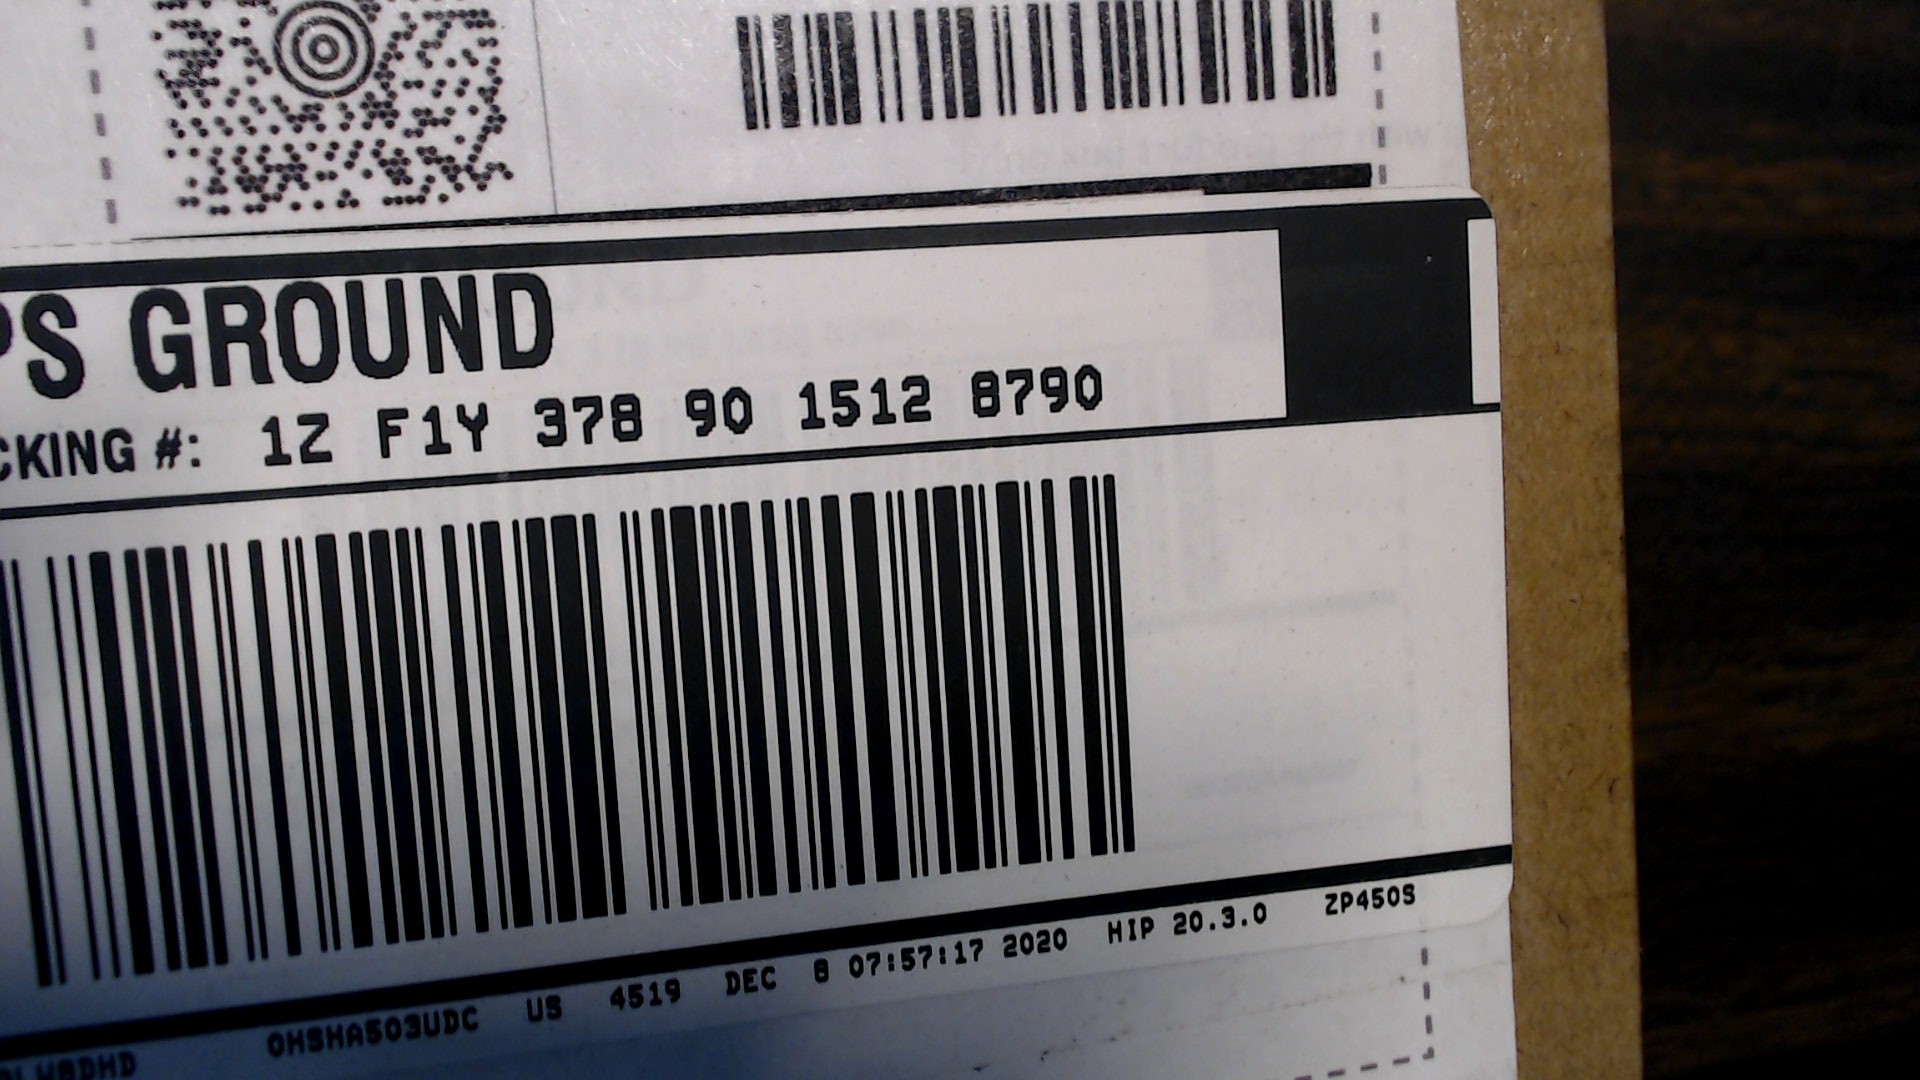 PS GROUND
CKING #: 1Z F1Y 378 90 1512 8790
OHSHA503UDC US 4519 DEC 8 07:57:17 2020 HIP 20.3.0 ZP450S